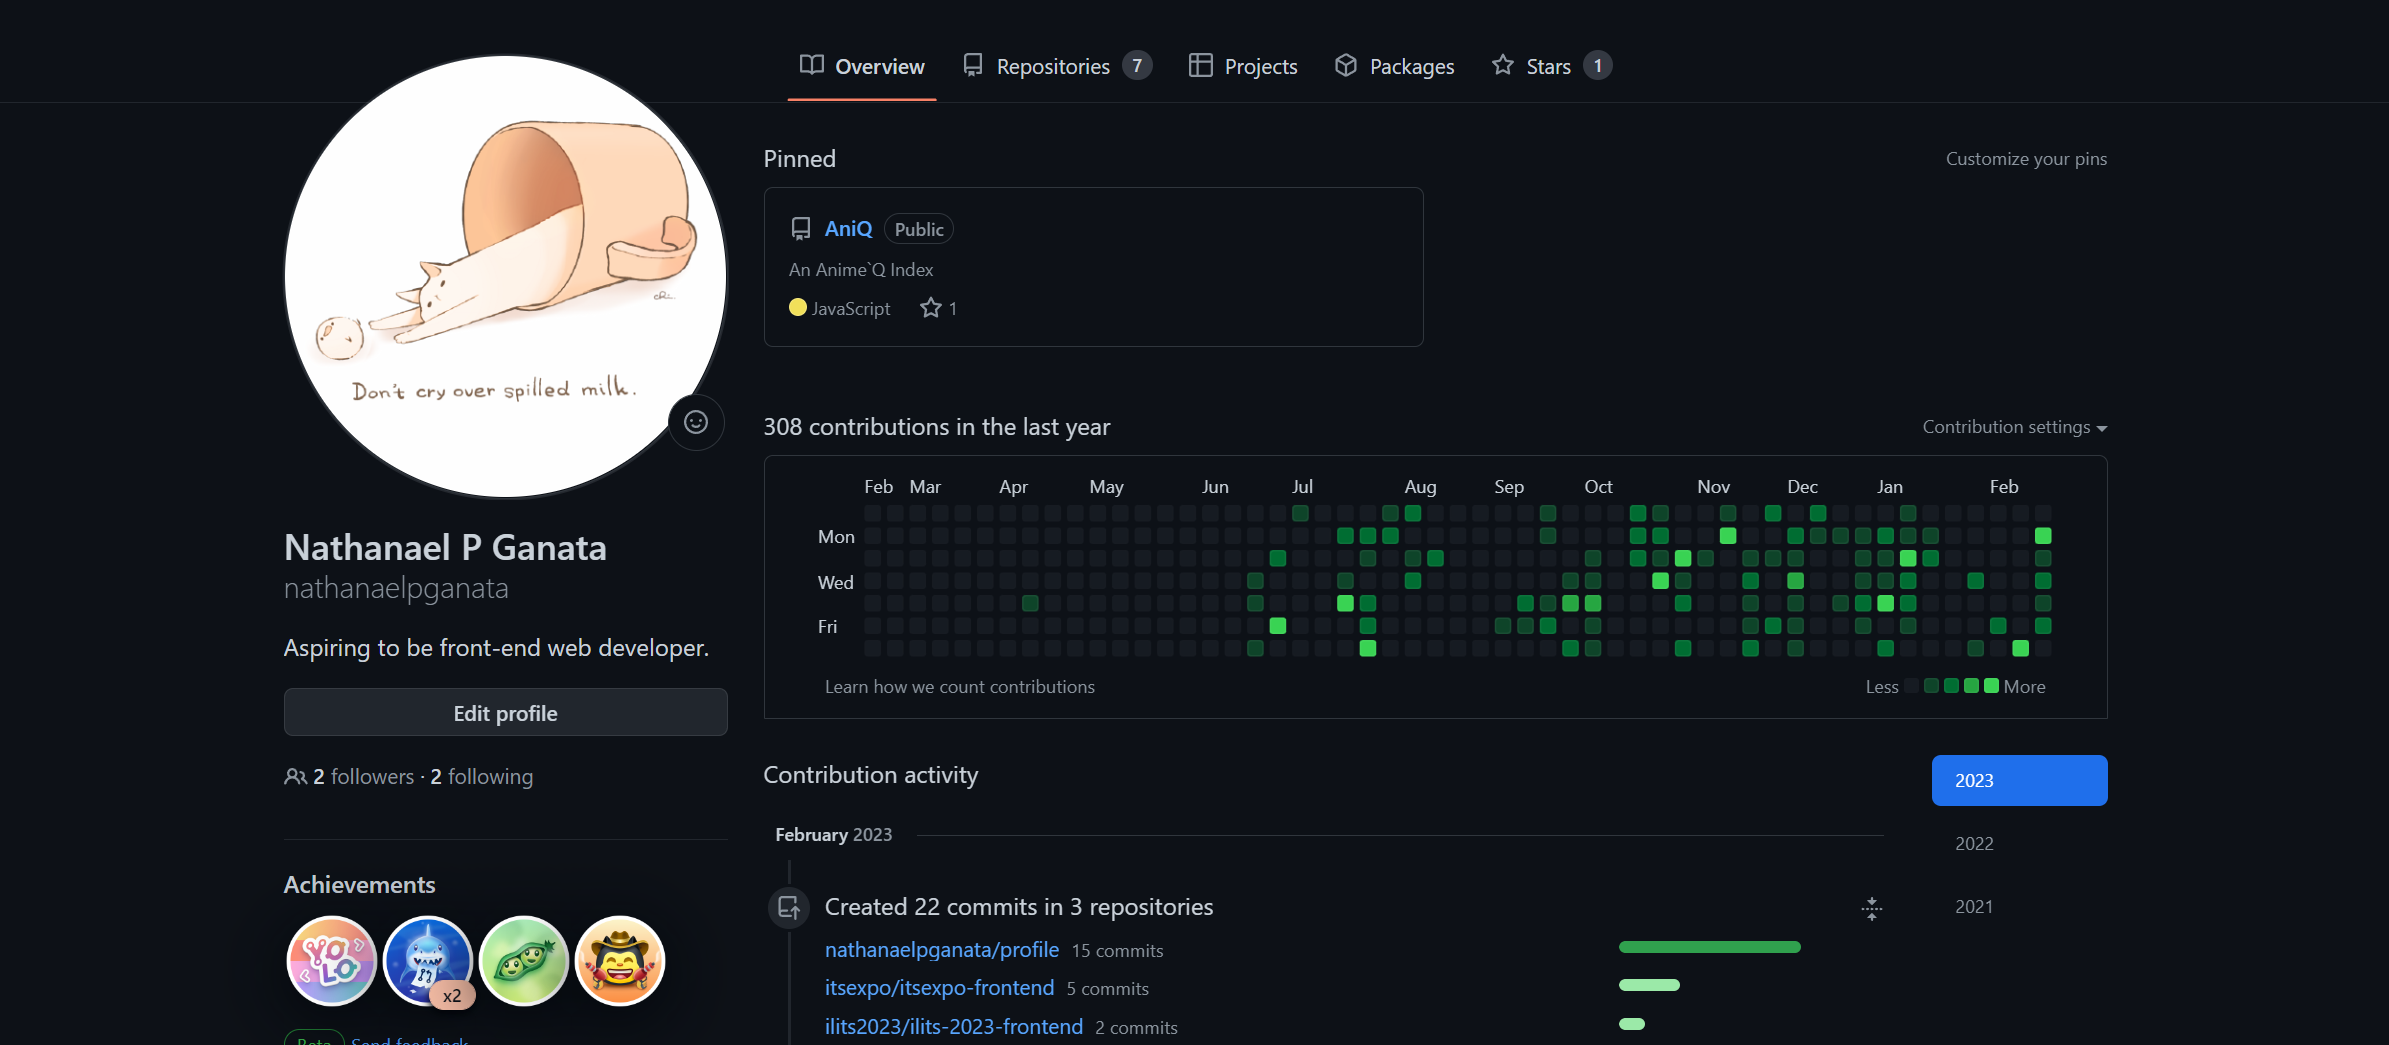 Overview
Repositories 7
Projects
Packages
Stars 1
Don't cry over spilled milk.
chi.
Nathanael P Ganata
nathanaelpganata
Aspiring to be front-end web developer.
Edit profile
2 followers · 2 following
Achievements
YOLO
x2
Beta Send feedback
Pinned
Customize your pins
AniQ Public
An Anime`Q Index
JavaScript 1
308 contributions in the last year
Contribution settings
Feb Mar Apr May Jun Jul Aug Sep Oct Nov Dec Jan Feb
Mon
Wed
Fri
Learn how we count contributions
Less More
Contribution activity
2023
2022
2021
February 2023
Created 22 commits in 3 repositories
nathanaelpganata/profile 15 commits
itsexpo/itsexpo-frontend 5 commits
ilits2023/ilits-2023-frontend 2 commits